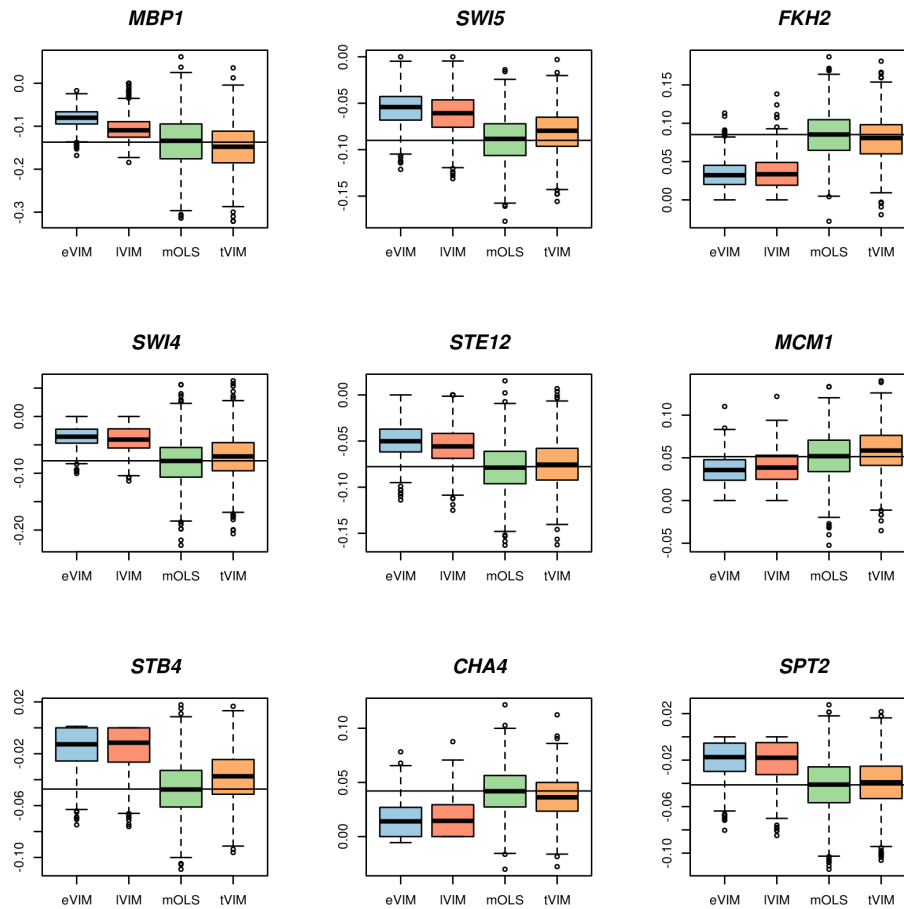 MBP1 SWI5 FKH2
0.0 -0.1 -0.2 -0.3
0.00 -0.05 -0.10 -0.15
0.15 0.10 0.05 0.00
eVIM lVIM mOLS tVIM eVIM lVIM mOLS tVIM eVIM lVIM mOLS tVIM
SWI4 STE12 MCM1
0.00 -0.10 -0.20
0.00 -0.05 -0.10 -0.15
0.10 0.00 -0.05
eVIM lVIM mOLS tVIM eVIM lVIM mOLS tVIM eVIM lVIM mOLS tVIM
STB4 CHA4 SPT2
0.02 -0.02 -0.06 -0.10
0.10 0.05 0.00
0.02 -0.02 -0.06 -0.10
eVIM lVIM mOLS tVIM eVIM lVIM mOLS tVIM eVIM lVIM mOLS tVIM